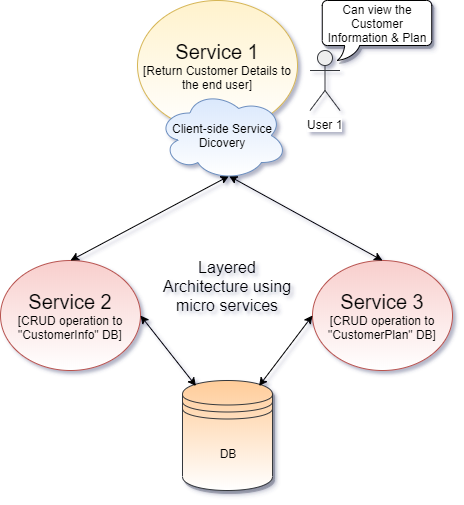 Can view the
Customer
Information & Plan
Service 1
[Return Customer Details to
the end user]
User 1
Client-side Service
Dicovery
Layered
Architecture using
micro services
Service 2
[CRUD operation to
"CustomerInfo" DB]
Service 3
[CRUD operation to
"CustomerPlan" DB]
DB